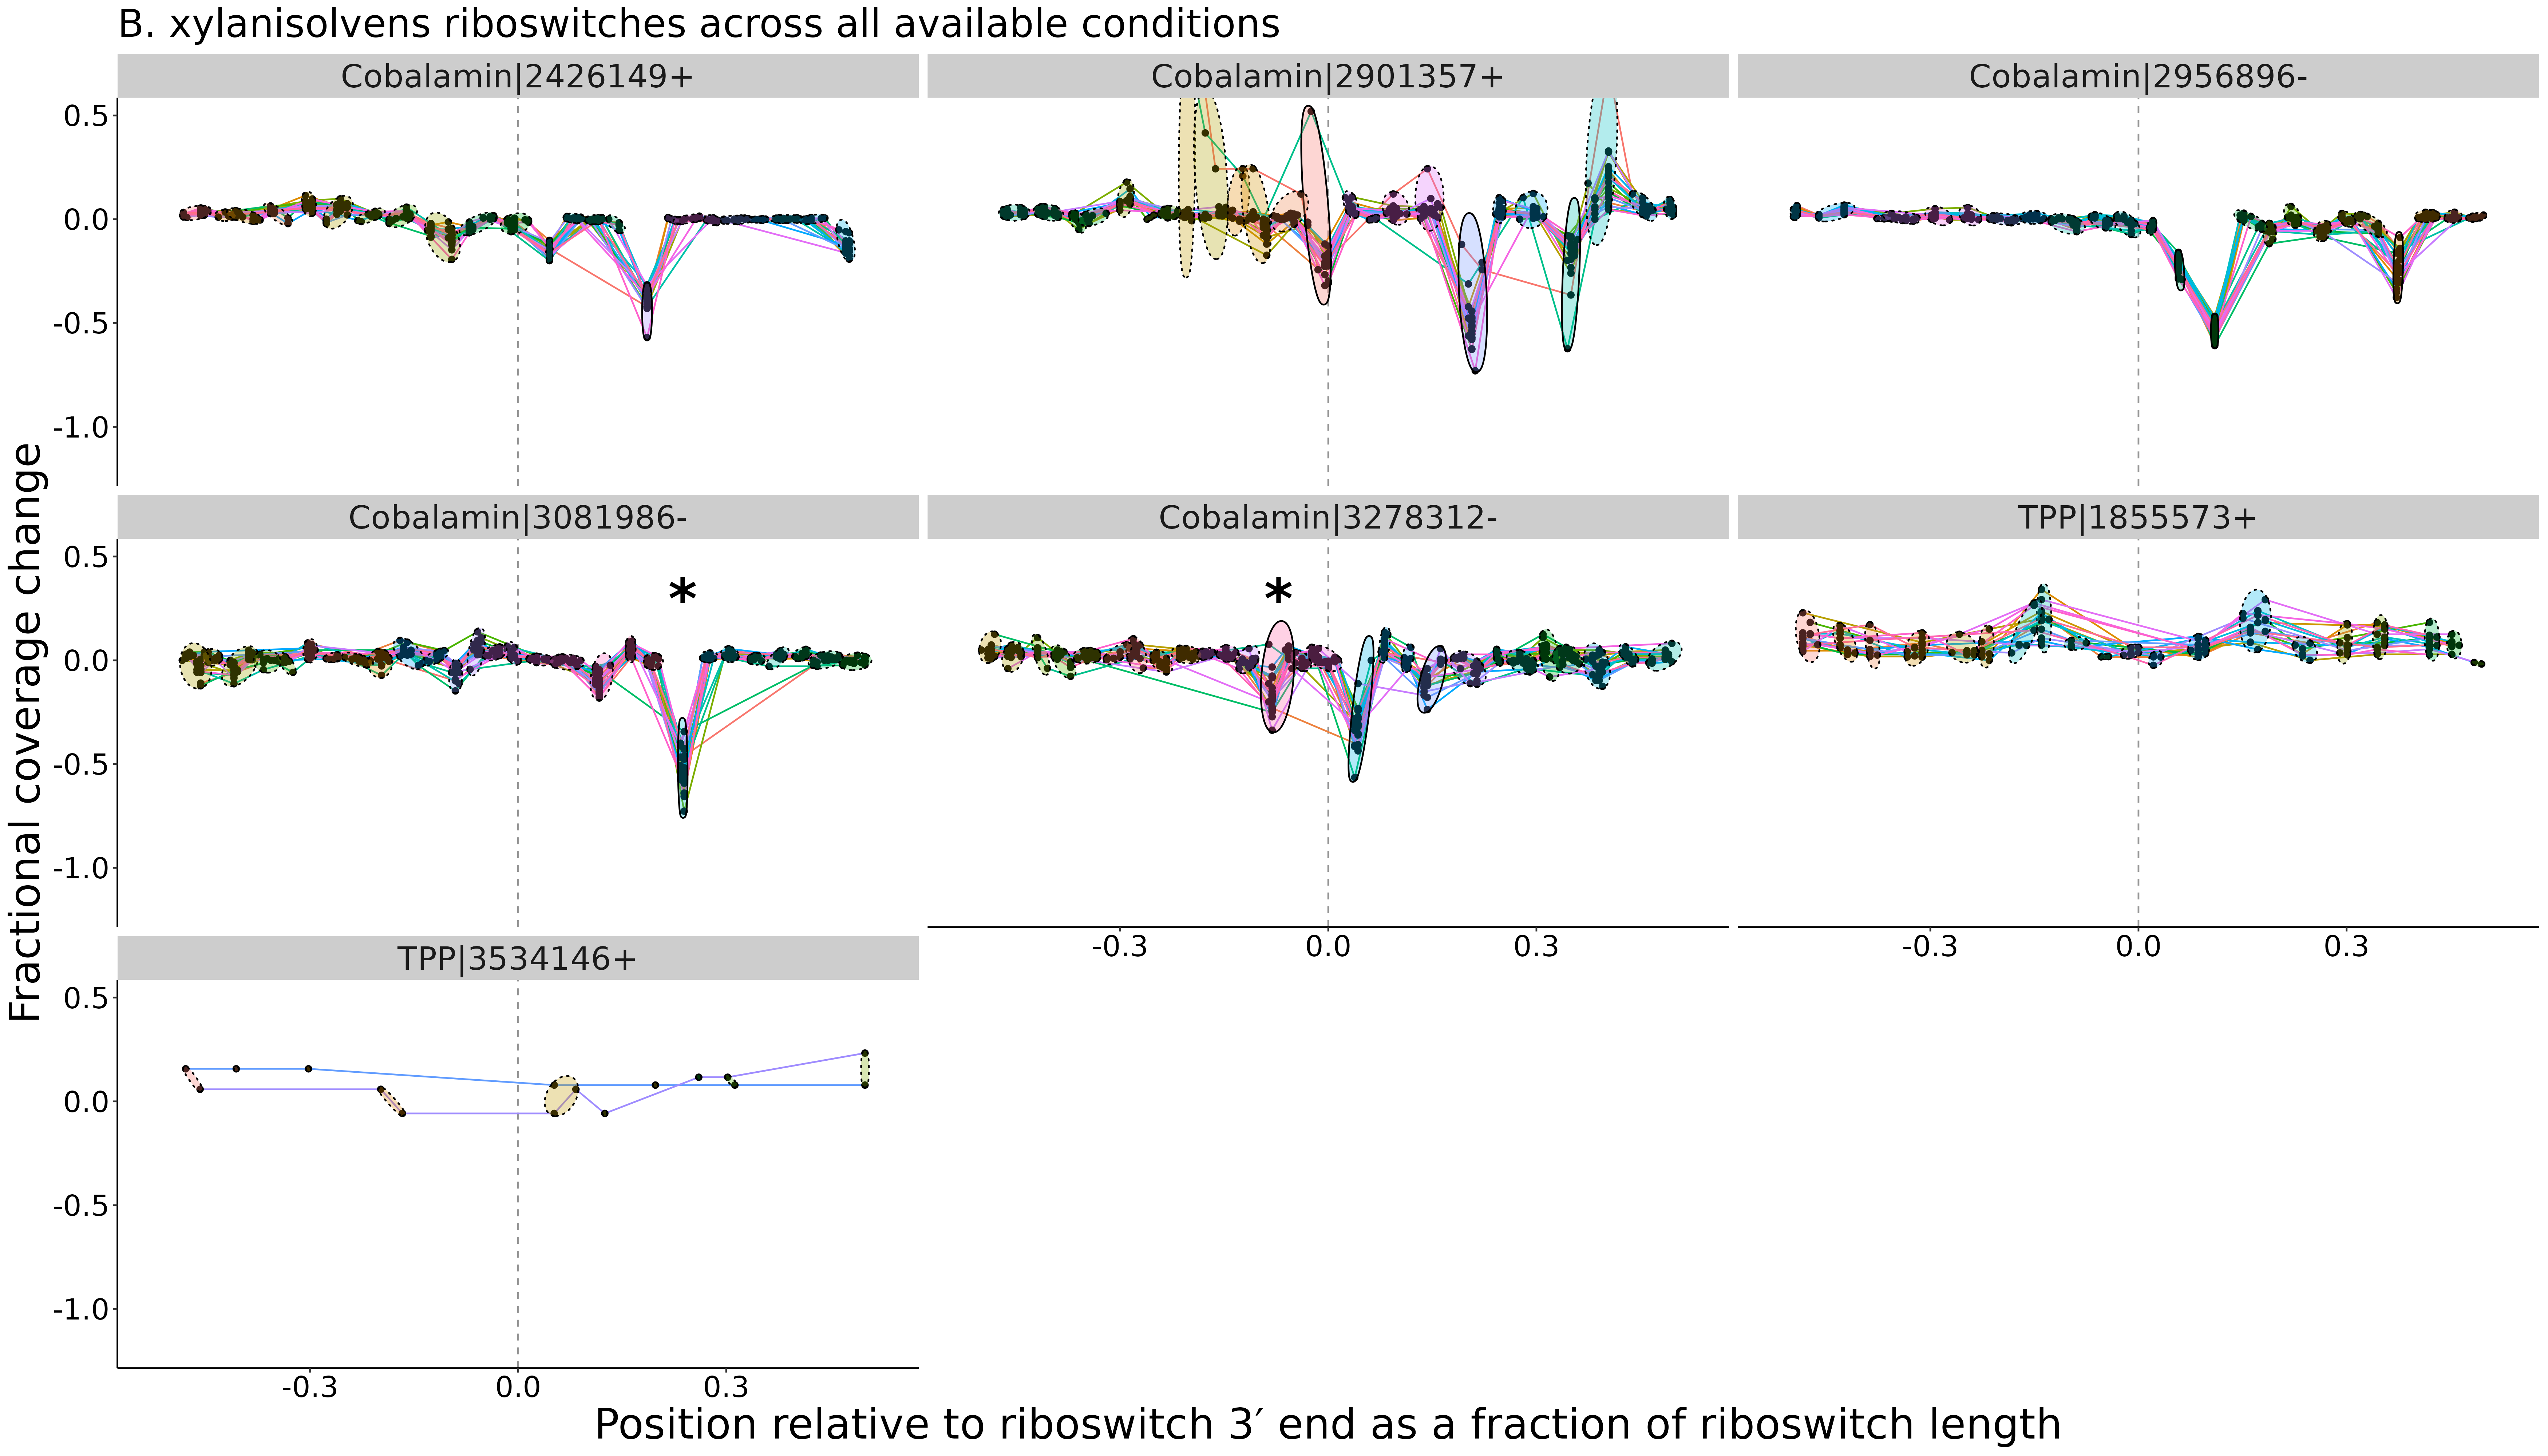 B. xylanisolvens riboswitches across all available conditions
Cobalamin|2426149+
Cobalamin|2901357+
Cobalamin|2956896-
0.5
0.0
-0.5
-1.0
Cobalamin|3081986-
Cobalamin|3278312-
TPP|1855573+
0.5
0.0
-0.5
-1.0
*
*
-0.3
0.0
0.3
-0.3
0.0
0.3
TPP|3534146+
0.5
0.0
-0.5
-1.0
-0.3
0.0
0.3
Fractional coverage change
Position relative to riboswitch 3′ end as a fraction of riboswitch length